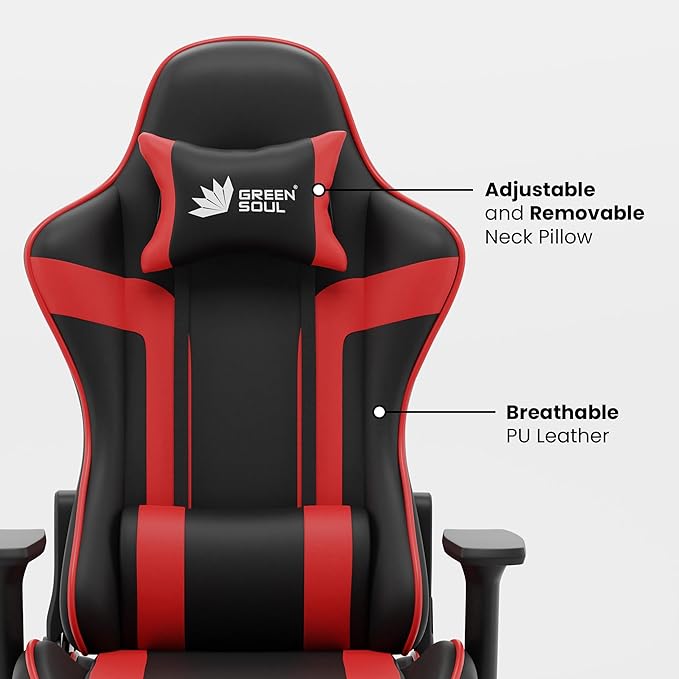 GREEN®
SOUL
Adjustable
and Removable
Neck Pillow
Breathable
PU Leather